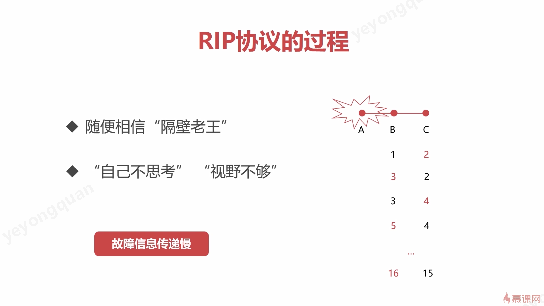 RIP协议的过程
◆ 随便相信“隔壁老王”
◆ “自己不思考” “视野不够”
故障信息传递慢
A B C
1 2
3 2
3 4
5 4
...
16 15
慕课网
yeyongquan
yeyongquan